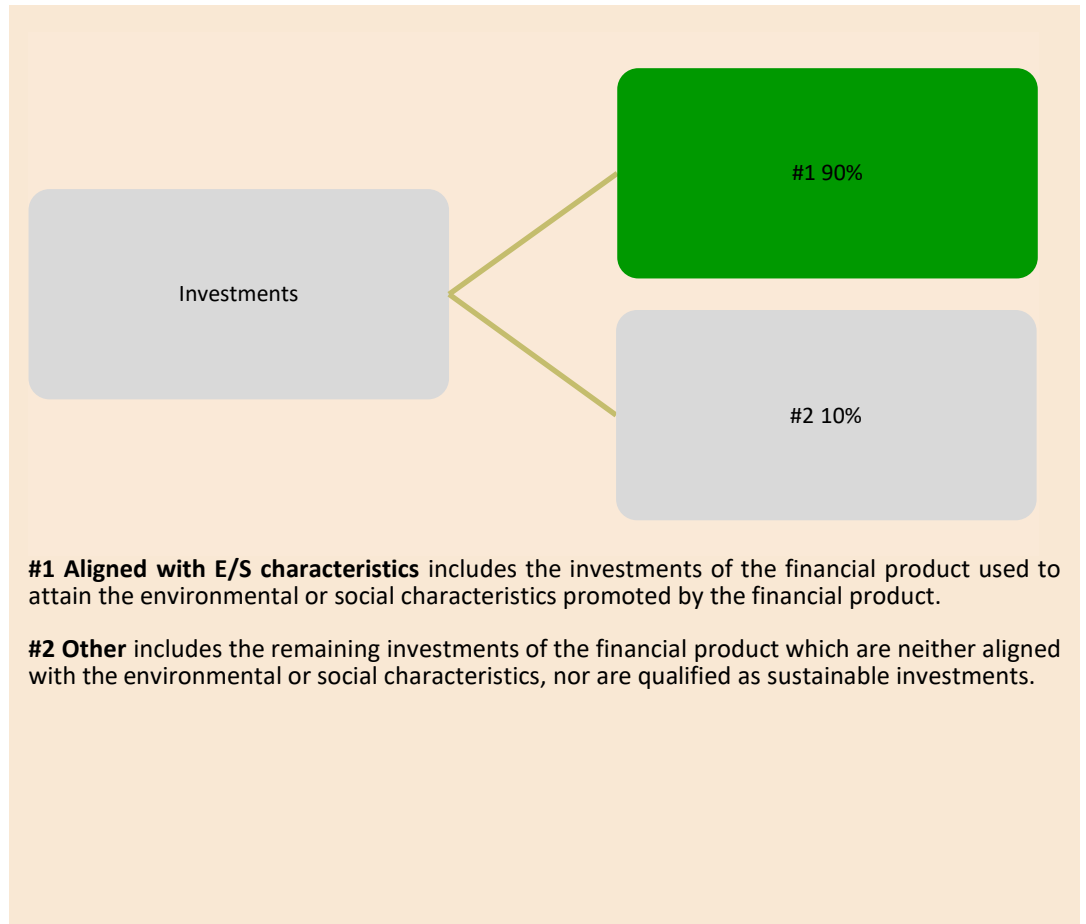 #1 90%
Investments
#2 10%
#1 Aligned with E/S characteristics includes the investments of the financial product used to
attain the environmental or social characteristics promoted by the financial product.
#2 Other includes the remaining investments of the financial product which are neither aligned
with the environmental or social characteristics, nor are qualified as sustainable investments.